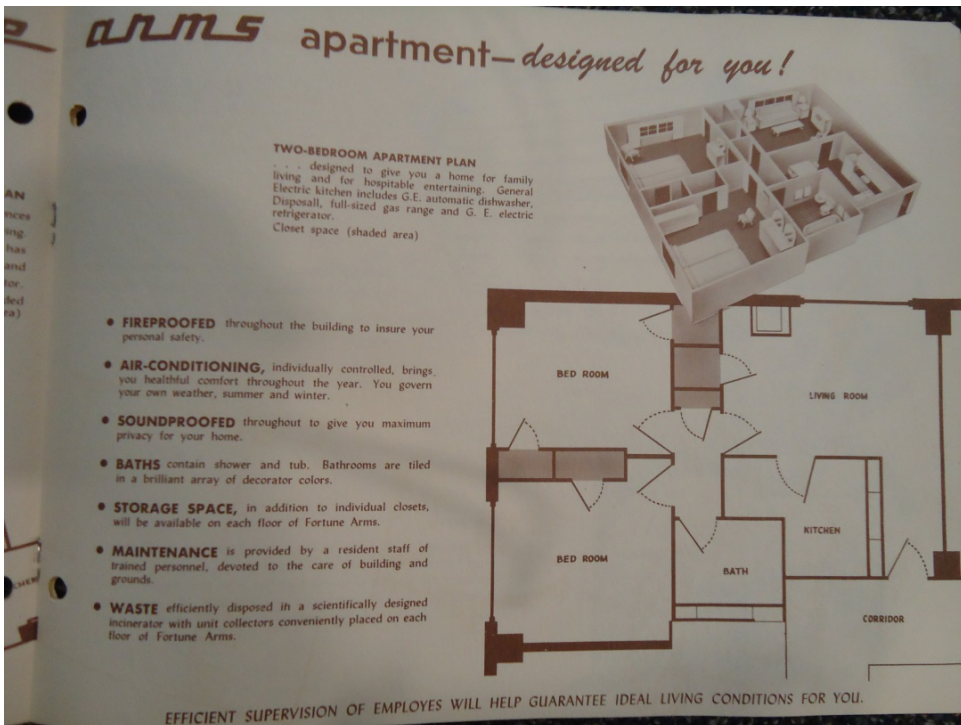 arms apartment—designed for you!
TWO-BEDROOM APARTMENT PLAN
. . . designed to give you a home for family
living and for hospitable entertaining. General
Electric kitchen includes G.E. automatic dishwasher,
Disposall, full-sized gas range and G. E. electric
refrigerator.
Closet space (shaded area)
AN
nces
ing.
has
and
tor.
ded
ea)
• FIREPROOFED throughout the building to insure your
personal safety.
• AIR-CONDITIONING, individually controlled, brings
you healthful comfort throughout the year. You govern
your own weather, summer and winter.
• SOUNDPROOFED throughout to give you maximum
privacy for your home.
• BATHS contain shower and tub. Bathrooms are tiled
in a brilliant array of decorator colors.
• STORAGE SPACE, in addition to individual closets,
will be available on each floor of Fortune Arms.
• MAINTENANCE is provided by a resident staff of
trained personnel, devoted to the care of building and
grounds.
• WASTE efficiently disposed in a scientifically designed
incinerator with unit collectors conveniently placed on each
floor of Fortune Arms.
BED ROOM
LIVING ROOM
KITCHEN
BED ROOM
BATH
CORRIDOR
EFFICIENT SUPERVISION OF EMPLOYES WILL HELP GUARANTEE IDEAL LIVING CONDITIONS FOR YOU.